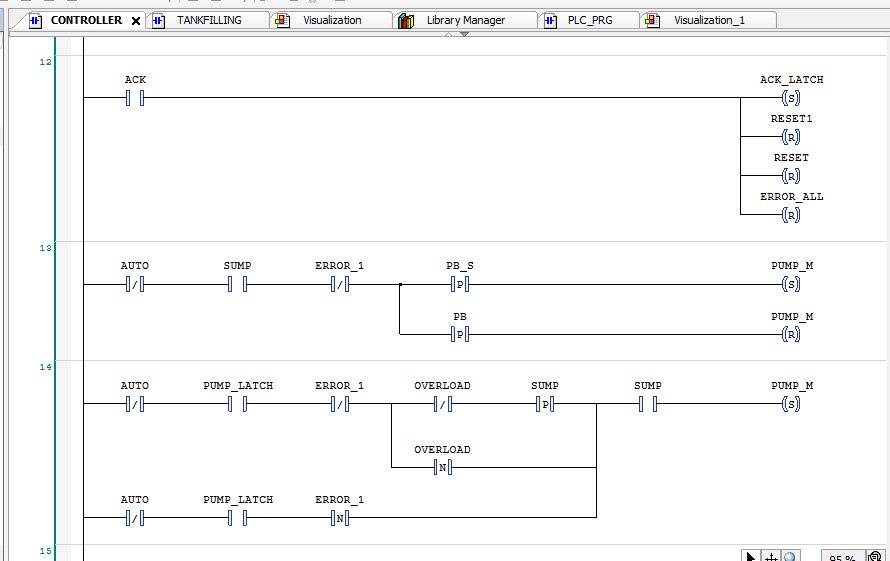 CONTROLLER TANKFILLING Visualization Library Manager PLC_PRG Visualization_1
12
ACK ACK_LATCH
S
RESET1
R
RESET
R
ERROR_ALL
R
13
AUTO SUMP ERROR_1 PB_S PUMP_M
/ / P S
PB PUMP_M
P R
14
AUTO PUMP_LATCH ERROR_1 OVERLOAD SUMP SUMP PUMP_M
/ / / P S
OVERLOAD
N
AUTO PUMP_LATCH ERROR_1
/ N
15
95 %